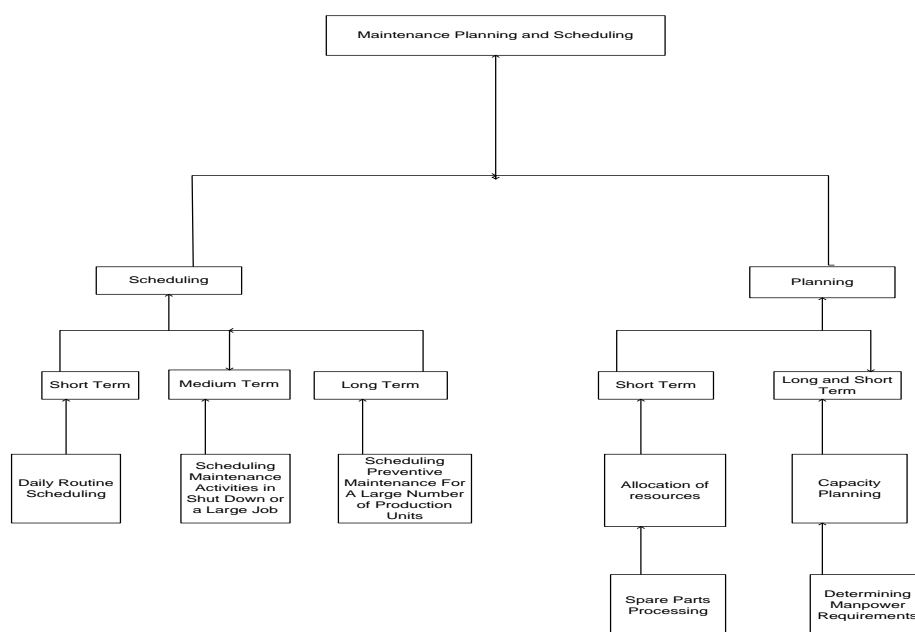 Maintenance Planning and Scheduling
Scheduling
Planning
Short Term
Medium Term
Long Term
Short Term
Long and Short
Term
Daily Routine
Scheduling
Scheduling
Maintenance
Activities in
Shut Down or
a Large Job
Scheduling
Preventive
Maintenance For
A Large Number
of Production
Units
Allocation of
resources
Capacity
Planning
Spare Parts
Processing
Determining
Manpower
Requirements